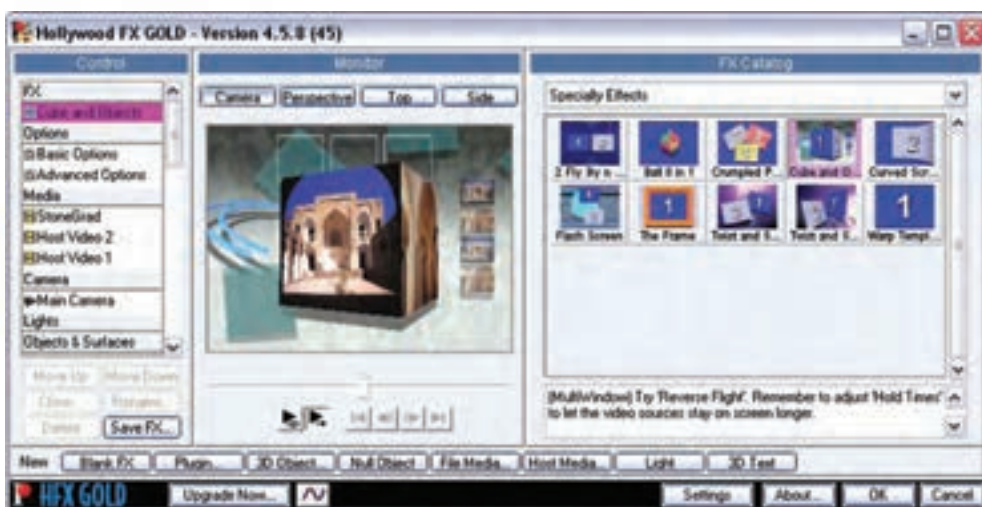 Hollywood FX GOLD - Version 4.5.8 (45)
Control
Monitor
FX Catalog
FX
Cube and Objects
Options
Basic Options
Advanced Options
Media
StoneGrad
Host Video 2
Host Video 1
Camera
Main Camera
Lights
Objects & Surfaces
Move Up
Move Down
Clone
Rename
Delete
Save FX...
Camera
Perspective
Top
Side
Specialty Effects
2 Fly By n ...
Ball 8 in 1
Crumpled P...
Cube and O...
Curved Scr...
Flash Screen
The Frame
Twist and S...
Twist and S...
Warp Templ...
(MultiWindow) Try 'Reverse Flight'. Remember to adjust 'Hold Times'
to let the video sources stay on screen longer.
New
Blank FX
Plugin...
3D Object...
Null Object
File Media...
Host Media...
Light
3D Text
HFX GOLD
Upgrade Now...
Settings
About...
OK
Cancel